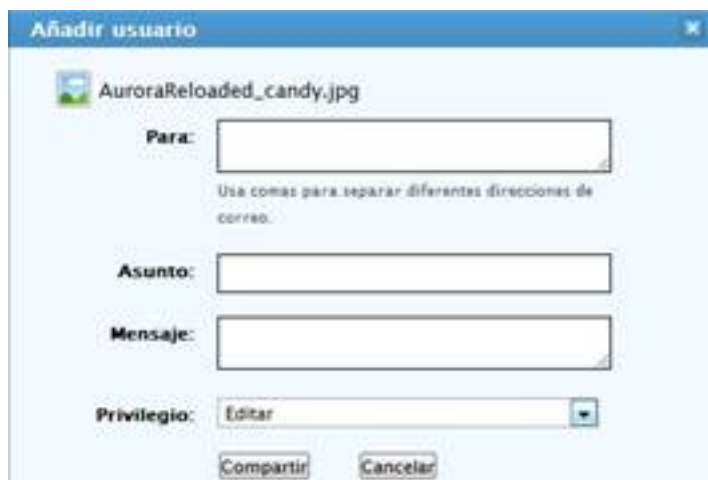 Añadir usuario
AuroraReloaded_candy.jpg
Para:
Usa comas para separar diferentes direcciones de
correo.
Asunto:
Mensaje:
Privilegio: Editar
Compartir Cancelar